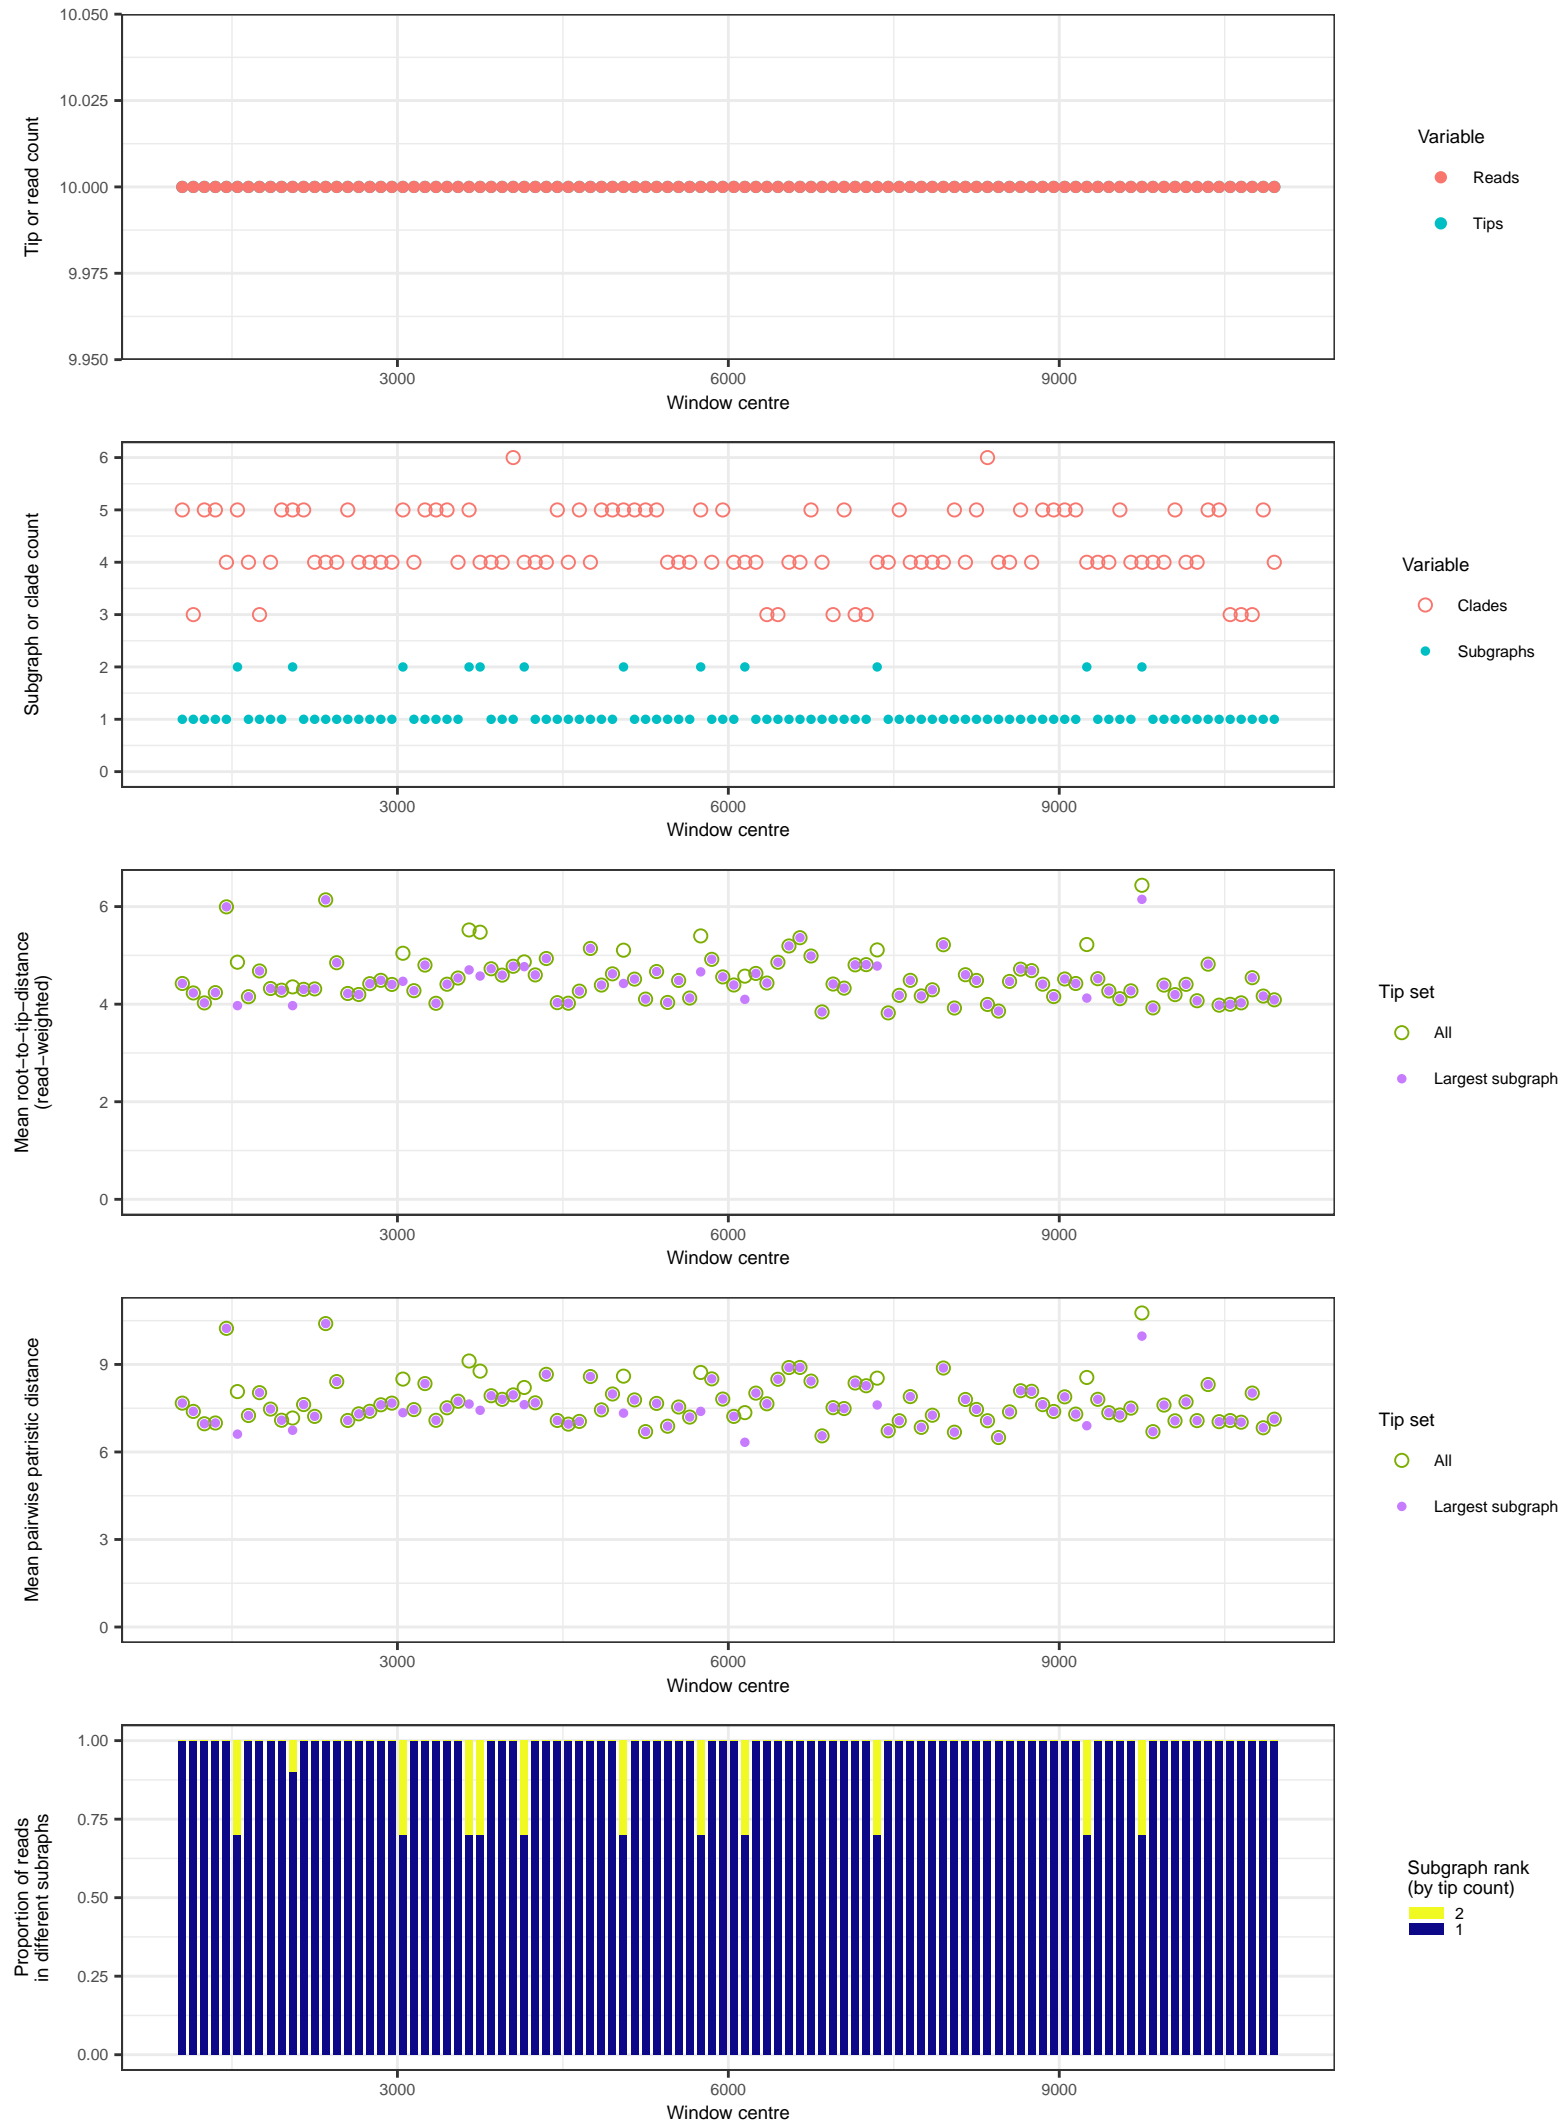 10.050
10.025
10.000
9.975
9.950
Tip or read count
3000
6000
9000
Window centre
Variable
Reads
Tips
6
5
4
3
2
1
0
Subgraph or clade count
3000
6000
9000
Window centre
Variable
Clades
Subgraphs
6
4
2
0
Mean root−to−tip−distance
(read−weighted)
3000
6000
9000
Window centre
Tip set
All
Largest subgraph
9
6
3
0
Mean pairwise patristic distance
3000
6000
9000
Window centre
Tip set
All
Largest subgraph
1.00
0.75
0.50
0.25
0.00
Proportion of reads
in different subraphs
3000
6000
9000
Window centre
Subgraph rank
(by tip count)
2
1